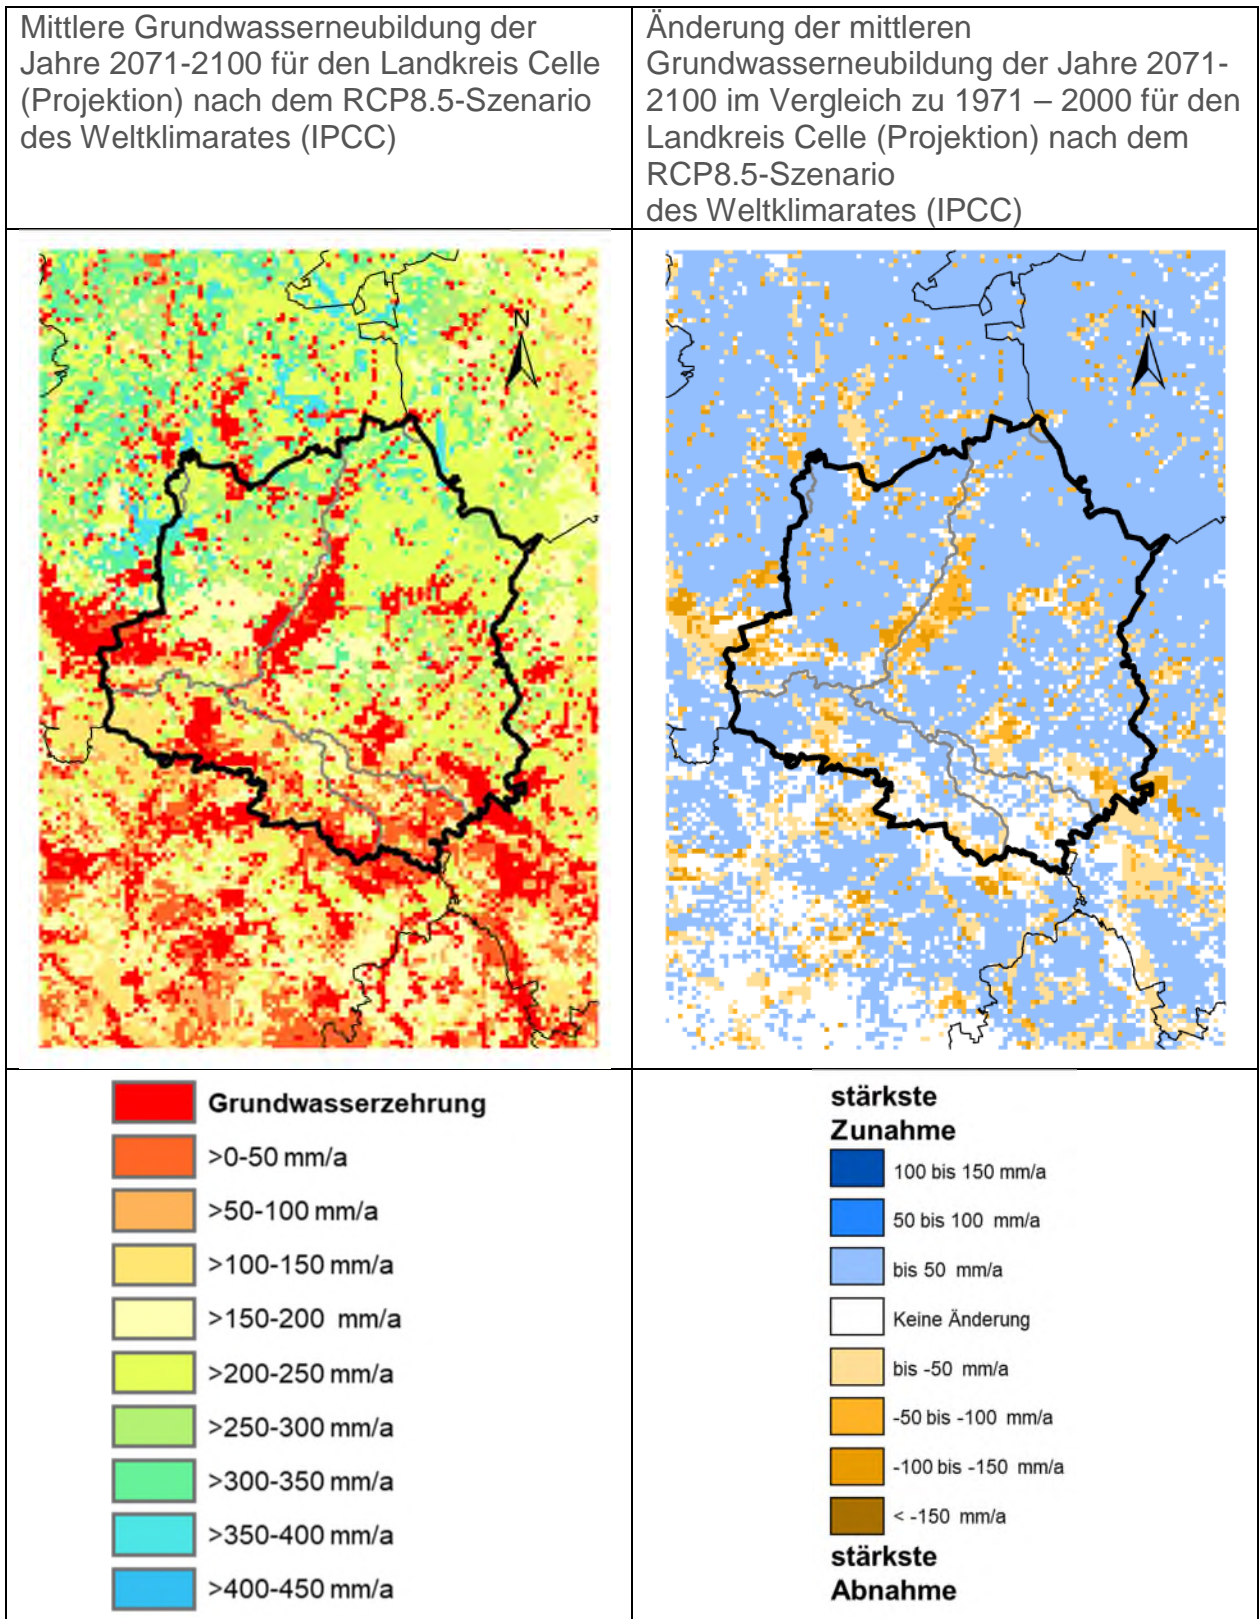 Mittlere Grundwasserneubildung der
Jahre 2071-2100 für den Landkreis Celle
(Projektion) nach dem RCP8.5-Szenario
des Weltklimarates (IPCC)
Änderung der mittleren
Grundwasserneubildung der Jahre 2071-
2100 im Vergleich zu 1971 – 2000 für den
Landkreis Celle (Projektion) nach dem
RCP8.5-Szenario
des Weltklimarates (IPCC)
N
N
Grundwasserzehrung
>0-50 mm/a
>50-100 mm/a
>100-150 mm/a
>150-200 mm/a
>200-250 mm/a
>250-300 mm/a
>300-350 mm/a
>350-400 mm/a
>400-450 mm/a
stärkste
Zunahme
100 bis 150 mm/a
50 bis 100 mm/a
bis 50 mm/a
Keine Änderung
bis -50 mm/a
-50 bis -100 mm/a
-100 bis -150 mm/a
< -150 mm/a
stärkste
Abnahme